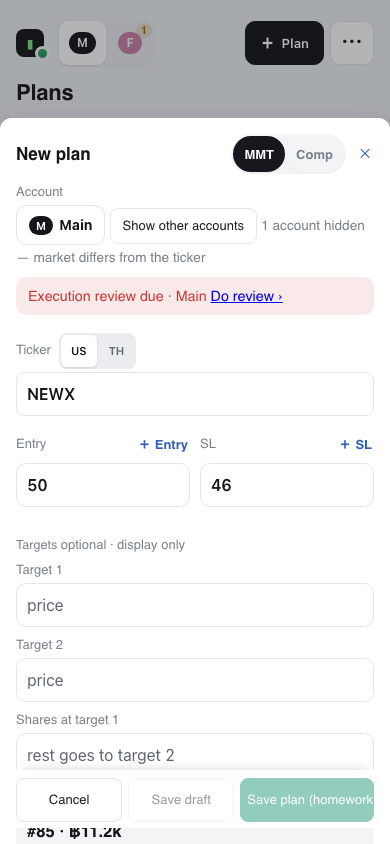 M F 1 + Plan ...
Plans
New plan MMT Comp ×
Account
M Main Show other accounts 1 account hidden
— market differs from the ticker
Execution review due · Main Do review ›
Ticker US TH
NEWX
Entry + Entry SL + SL
50 46
Targets optional · display only
Target 1
price
Target 2
price
Shares at target 1
rest goes to target 2
Cancel Save draft Save plan (homework
#85 · ฿11.2k